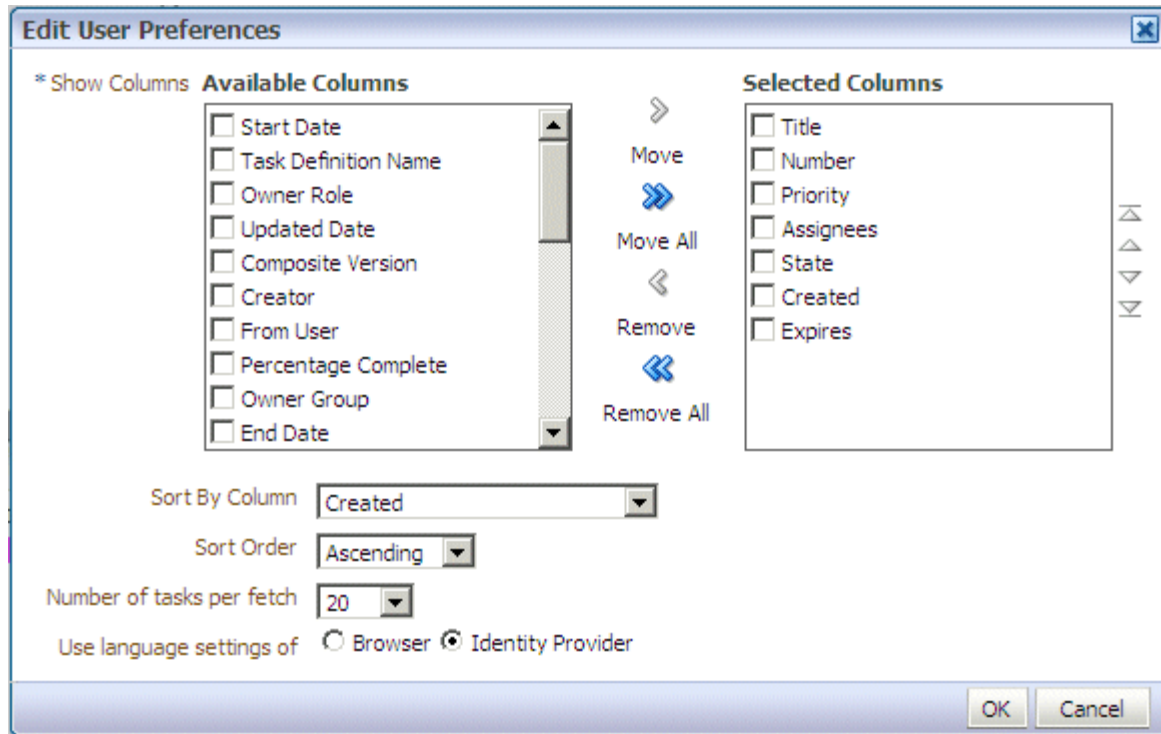 Edit User Preferences
* Show Columns Available Columns
Start Date
Task Definition Name
Owner Role
Updated Date
Composite Version
Creator
From User
Percentage Complete
Owner Group
End Date
Move
Move All
Remove
Remove All
Selected Columns
Title
Number
Priority
Assignees
State
Created
Expires
Sort By Column Created
Sort Order Ascending
Number of tasks per fetch 20
Use language settings of Browser Identity Provider
OK Cancel